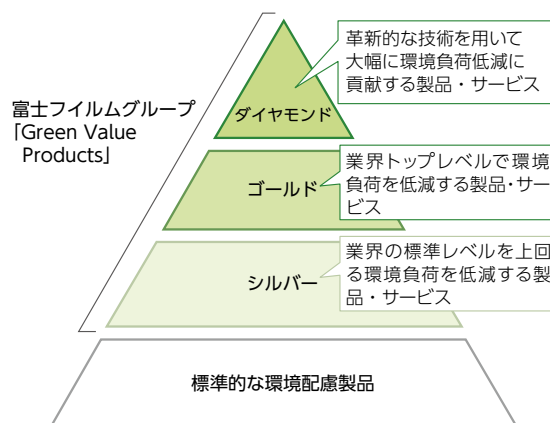 革新的な技術を用いて
大幅に環境負荷低減に
貢献する製品・サービス
富士フイルムグループ
「Green Value
Products」
ダイヤモンド
業界トップレベルで環境
負荷を低減する製品・サー
ビス
ゴールド
業界の標準レベルを上回
る環境負荷を低減する製
品・サービス
シルバー
標準的な環境配慮製品